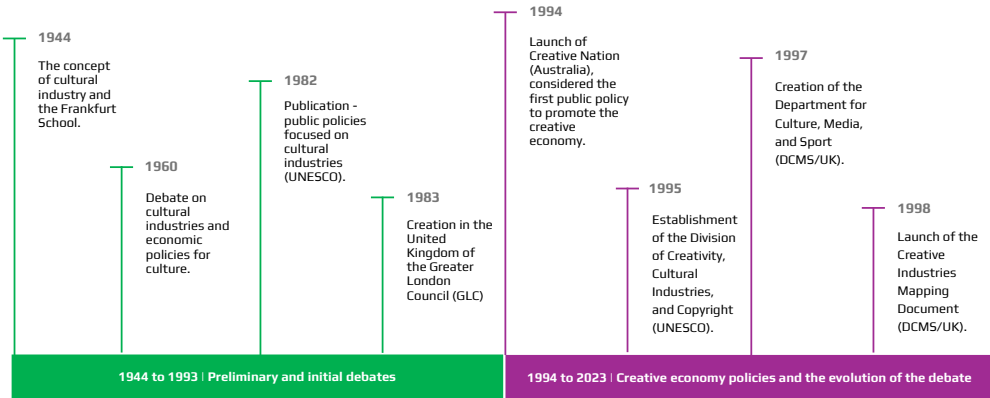 1944
The concept
of cultural
industry and
the Frankfurt
School.
1960
Debate on
cultural
industries and
economic
policies for
culture.
1982
Publication -
public policies
focused on
cultural
industries
(UNESCO).
1983
Creation in the
United
Kingdom of
the Greater
London
Council (GLC)
1994
Launch of
Creative Nation
(Australia),
considered the
first public policy
to promote the
creative
economy.
1995
Establishment
of the Division
of Creativity,
Cultural
Industries,
and Copyright
(UNESCO).
1997
Creation of the
Department for
Culture, Media,
and Sport
(DCMS/UK).
1998
Launch of the
Creative
Industries
Mapping
Document
(DCMS/UK).
1944 to 1993 | Preliminary and initial debates
1994 to 2023 | Creative economy policies and the evolution of the debate